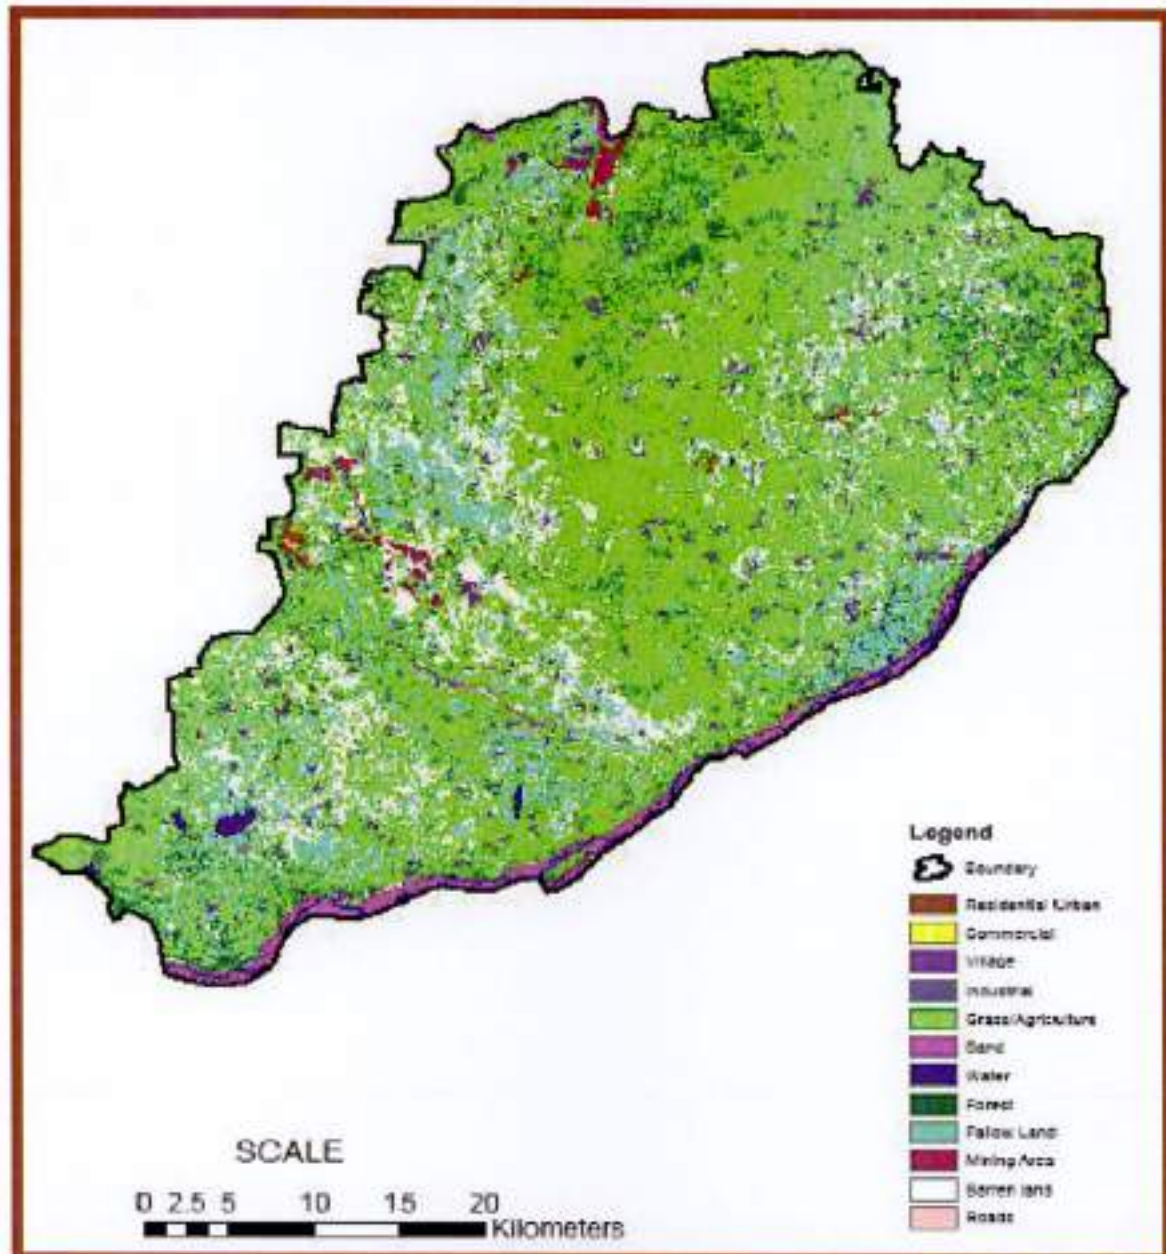 Legend
Boundary
Residential /Urban
Commercial
Village
Industrial
Grass/Agriculture
Sand
Water
Forest
Fallow Land
Mining Area
Barren land
Roads
SCALE
0 2.5 5 10 15 20
Kilometers